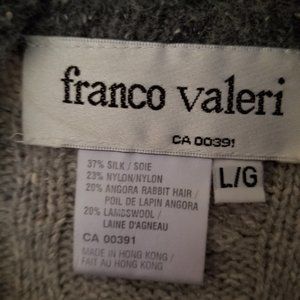 franco valeri
CA 00391
37% SILK / SOIE
23% NYLON/NYLON
20% ANGORA RABBIT HAIR /
POIL DE LAPIN ANGORA
20% LAMBSWOOL /
LAINE D'AGNEAU
CA 00391
MADE IN HONG KONG /
FAIT AU HONG KONG
L/G